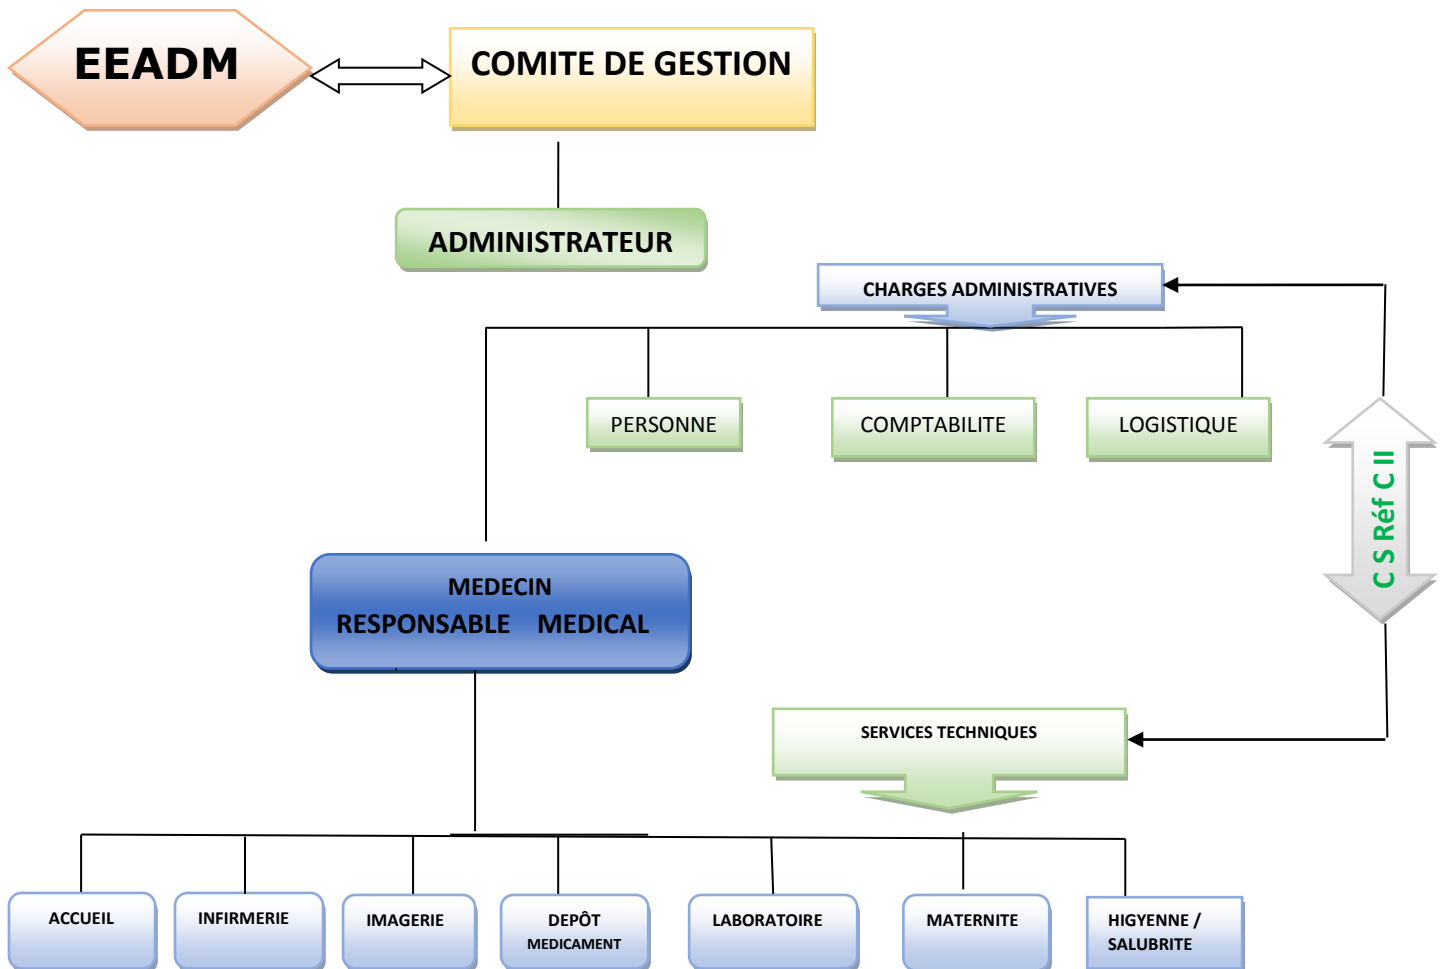 EEADM
COMITE DE GESTION
ADMINISTRATEUR
CHARGES ADMINISTRATIVES
PERSONNE
COMPTABILITE
LOGISTIQUE
C S Réf C II
MEDECIN
RESPONSABLE MEDICAL
SERVICES TECHNIQUES
ACCUEIL
INFIRMERIE
IMAGERIE
DEPÔT
MEDICAMENT
LABORATOIRE
MATERNITE
HIGYENNE /
SALUBRITE